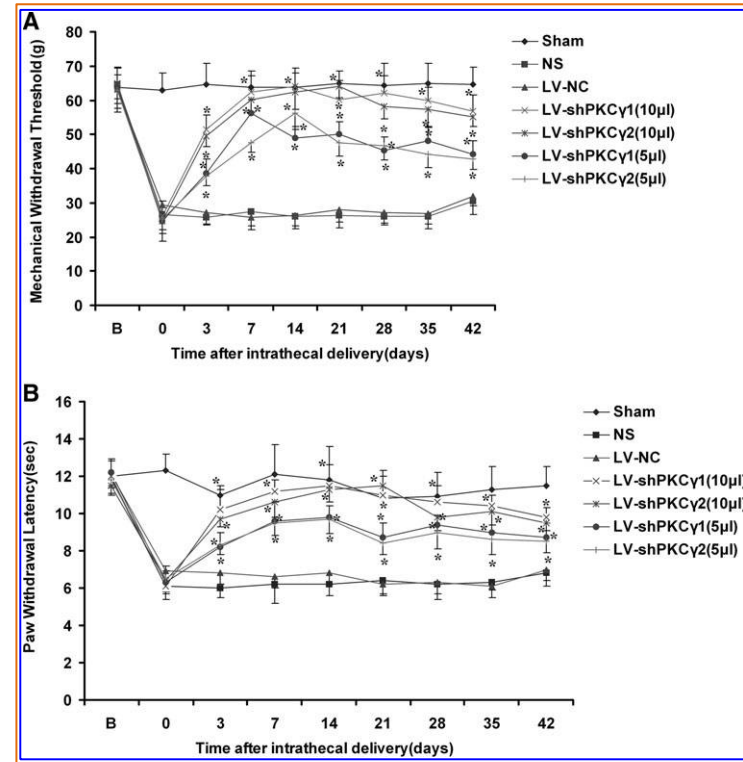 A
Mechanical Withdrawal Threshold(g)
80
70
60
50
40
30
20
10
0
B 0 3 7 14 21 28 35 42
Time after intrathecal delivery(days)
Sham
NS
LV-NC
LV-shPKCγ1(10μl)
LV-shPKCγ2(10μl)
LV-shPKCγ1(5μl)
LV-shPKCγ2(5μl)
B
Paw Withdrawal Latency(sec)
16
14
12
10
8
6
4
2
0
B 0 3 7 14 21 28 35 42
Time after intrathecal delivery(days)
Sham
NS
LV-NC
LV-shPKCγ1(10μl)
LV-shPKCγ2(10μl)
LV-shPKCγ1(5μl)
LV-shPKCγ2(5μl)